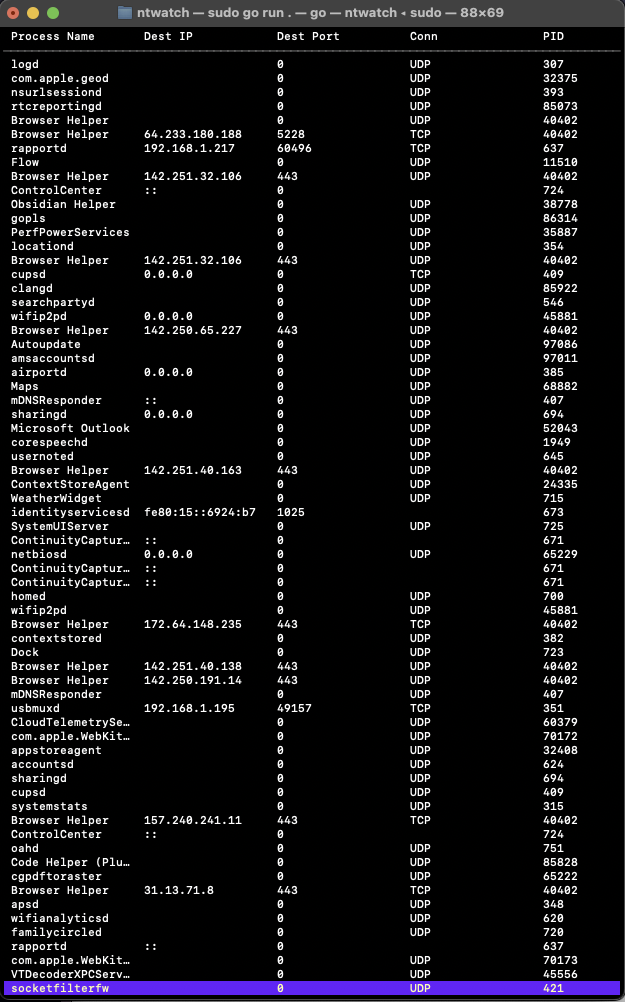 ntwatch — sudo go run . — go — ntwatch ◂ sudo — 88×69
Process Name Dest IP Dest Port Conn PID
logd 0 UDP 307
com.apple.geod 0 UDP 32375
nsurlsessiond 0 UDP 393
rtcreportingd 0 UDP 85073
Browser Helper 0 UDP 40402
Browser Helper 64.233.180.188 5228 TCP 40402
rapportd 192.168.1.217 60496 TCP 637
Flow 0 UDP 11510
Browser Helper 142.251.32.106 443 UDP 40402
ControlCenter :: 0 724
Obsidian Helper 0 UDP 38778
gopls 0 UDP 86314
PerfPowerServices 0 UDP 35887
locationd 0 UDP 354
Browser Helper 142.251.32.106 443 UDP 40402
cupsd 0.0.0.0 0 TCP 409
clangd 0 UDP 85922
searchpartyd 0 UDP 546
wifip2pd 0.0.0.0 0 UDP 45881
Browser Helper 142.250.65.227 443 UDP 40402
Autoupdate 0 UDP 97086
amsaccountsd 0 UDP 97011
airportd 0.0.0.0 0 UDP 385
Maps 0 UDP 68882
mDNSResponder :: 0 UDP 407
sharingd 0.0.0.0 0 UDP 694
Microsoft Outlook 0 UDP 52043
corespeechd 0 UDP 1949
usernoted 0 UDP 645
Browser Helper 142.251.40.163 443 UDP 40402
ContextStoreAgent 0 UDP 24335
WeatherWidget 0 UDP 715
identityservicesd fe80:15::6924:b7 1025 673
SystemUIServer 0 UDP 725
ContinuityCaptur… :: 0 671
netbiosd 0.0.0.0 0 UDP 65229
ContinuityCaptur… :: 0 671
ContinuityCaptur… :: 0 671
homed 0 UDP 700
wifip2pd 0 UDP 45881
Browser Helper 172.64.148.235 443 TCP 40402
contextstored 0 UDP 382
Dock 0 UDP 723
Browser Helper 142.251.40.138 443 UDP 40402
Browser Helper 142.250.191.14 443 UDP 40402
mDNSResponder 0 UDP 407
usbmuxd 192.168.1.195 49157 TCP 351
CloudTelemetrySe… 0 UDP 60379
com.apple.WebKit… 0 UDP 70172
appstoreagent 0 UDP 32408
accountsd 0 UDP 624
sharingd 0 UDP 694
cupsd 0 UDP 409
systemstats 0 UDP 315
Browser Helper 157.240.241.11 443 TCP 40402
ControlCenter :: 0 724
oahd 0 UDP 751
Code Helper (Plu… 0 UDP 85828
cgpdftoraster 0 UDP 65222
Browser Helper 31.13.71.8 443 TCP 40402
apsd 0 UDP 348
wifianalyticsd 0 UDP 620
familycircled 0 UDP 720
rapportd :: 0 637
com.apple.WebKit… 0 UDP 70173
VTDecoderXPCServ… 0 UDP 45556
socketfilterfw 0 UDP 421